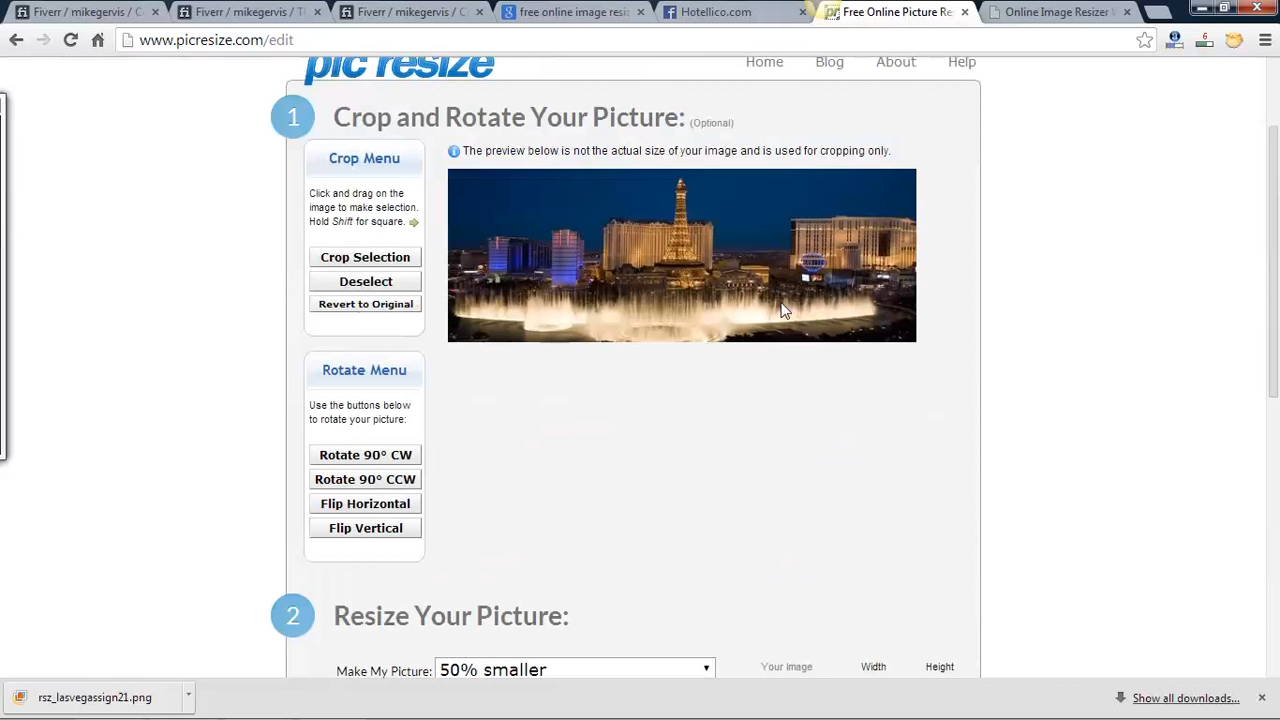 Fiverr / mikegervis / C
Fiverr / mikegervis / Tl
Fiverr / mikegervis / C
free online image resi
Hotellico.com
Free Online Picture Re
Online Image Resizer
www.picresize.com/edit
6
pic resize
Home
Blog
About
Help
1
Crop and Rotate Your Picture: (Optional)
Crop Menu
Click and drag on the
image to make selection.
Hold Shift for square.
Crop Selection
Deselect
Revert to Original
The preview below is not the actual size of your image and is used for cropping only.
Rotate Menu
Use the buttons below
to rotate your picture:
Rotate 90° CW
Rotate 90° CCW
Flip Horizontal
Flip Vertical
2
Resize Your Picture:
Make My Picture:
50% smaller
Your image
Width
Height
rsz_lasvegassign21.png
Show all downloads...